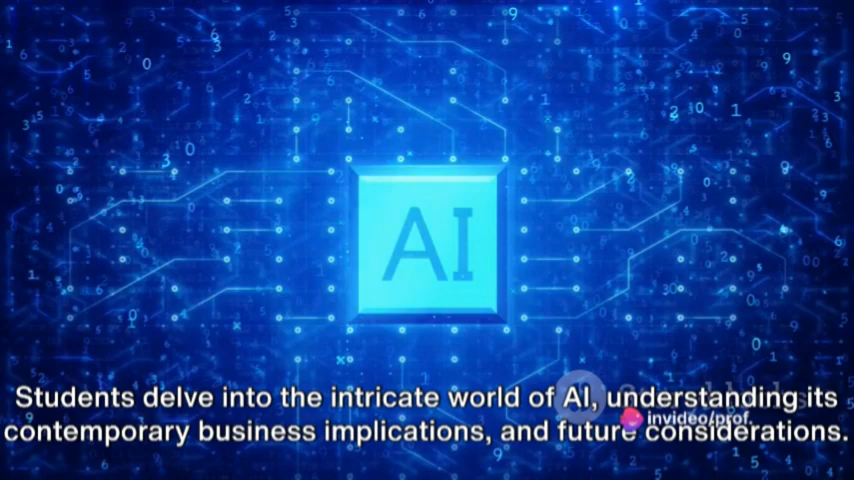 AI
Students delve into the intricate world of AI, understanding its
invideo/prof.
contemporary business implications, and future considerations.